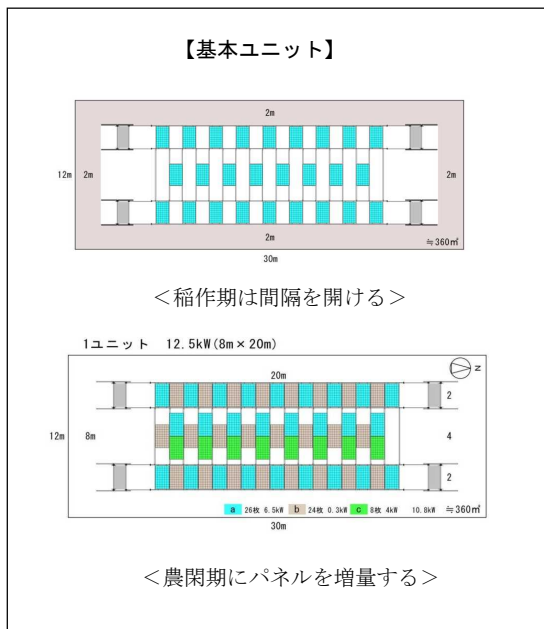 【基本ユニット】
2m
12m
2m
2m
2m
≒360㎡
30m
＜稲作期は間隔を開ける＞
1ユニット 12.5kW(8m×20m)
20m
N
2
12m
8m
4
2
a 26枚 6.5kW b 24枚 0.3kW c 8枚 4kW 10.8kW ≒360㎡
30m
＜農閑期にパネルを増量する＞